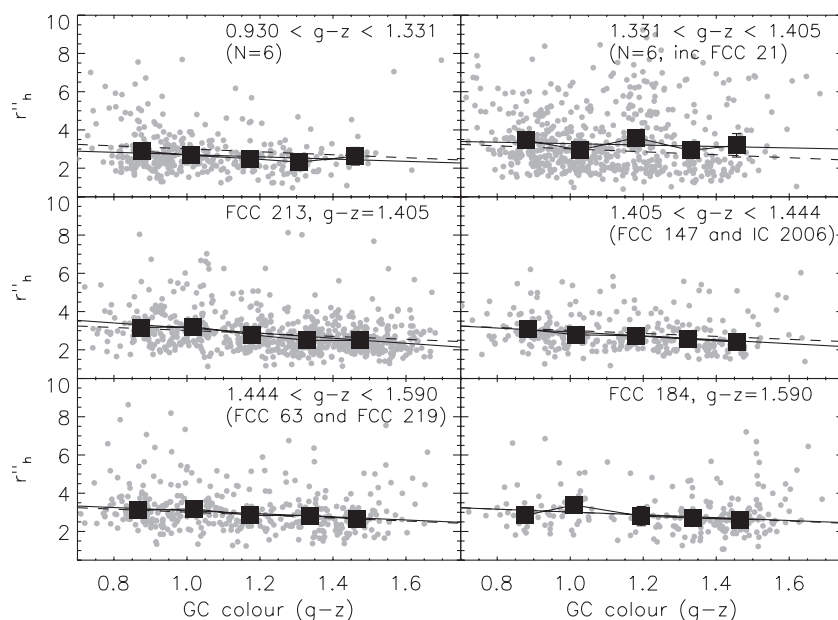 0.930 < g-z < 1.331
(N=6)
1.331 < g-z < 1.405
(N=6, inc FCC 21)
10
8
6
4
2
r''h
FCC 213, g-z=1.405
1.405 < g-z < 1.444
(FCC 147 and IC 2006)
10
8
6
4
2
r''h
1.444 < g-z < 1.590
(FCC 63 and FCC 219)
FCC 184, g-z=1.590
10
8
6
4
2
r''h
0.8 1.0 1.2 1.4 1.6
0.8 1.0 1.2 1.4 1.6
GC colour (g-z)
GC colour (g-z)